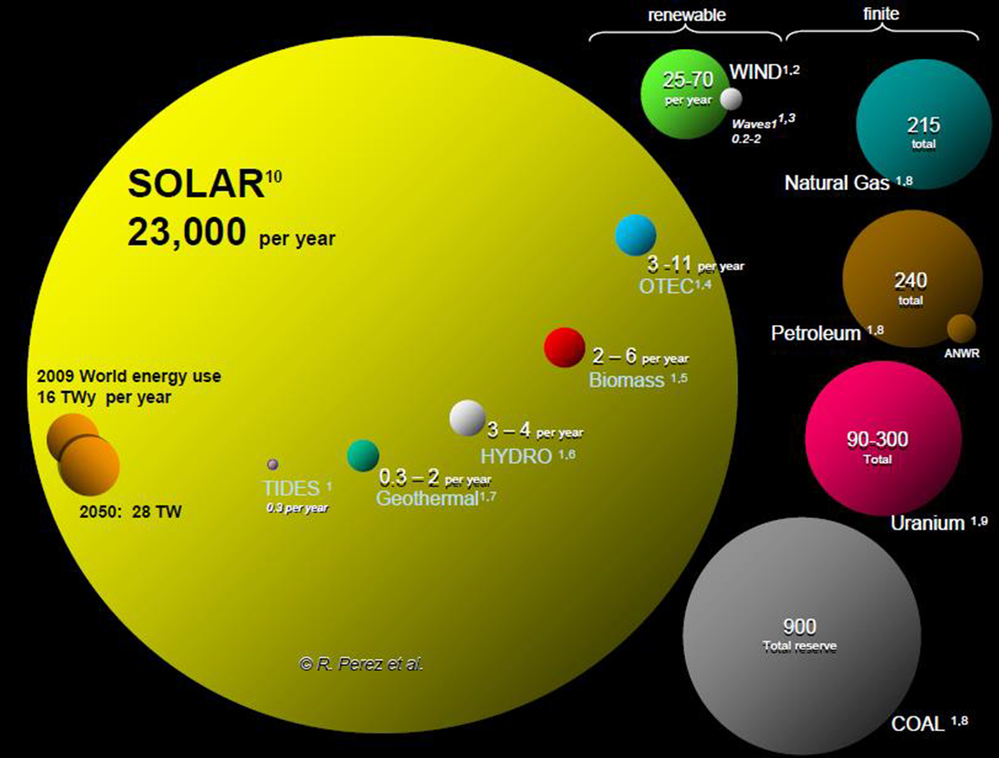 renewable
finite
25-70
per year
WIND1,2
Waves1 1,3
0.2-2
215
total
Natural Gas 1,8
SOLAR10
23,000 per year
3 -11 per year
OTEC1,4
240
total
Petroleum 1,8
ANWR
2 – 6 per year
Biomass 1,5
2009 World energy use
16 TWy per year
3 – 4 per year
HYDRO 1,6
90-300
Total
0.3 – 2 per year
Geothermal1,7
TIDES 1
0.3 per year
2050: 28 TW
Uranium 1,9
900
Total reserve
© R. Perez et al.
COAL 1,8